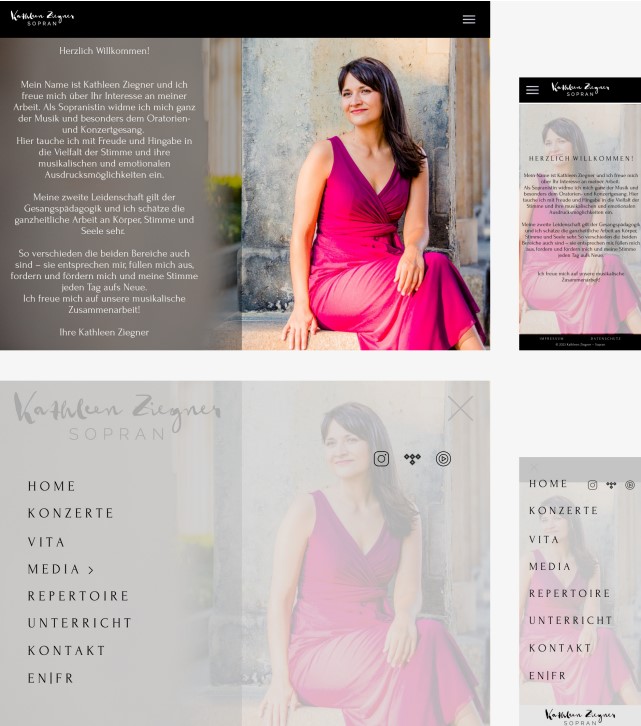 Kathleen Ziegner
SOPRAN
Herzlich Willkommen!
Mein Name ist Kathleen Ziegner und ich
freue mich über Ihr Interesse an meiner
Arbeit. Als Sopranistin widme ich mich ganz
der Musik und besonders dem Oratorien-
und Konzertgesang.
Hier tauche ich mit Freude und Hingabe in
die Vielfalt der Stimme und ihre
musikalischen und emotionalen
Ausdrucksmöglichkeiten ein.
Meine zweite Leidenschaft gilt der
Gesangspädagogik und ich schätze die
ganzheitliche Arbeit an Körper, Stimme und
Seele sehr.
So verschieden die beiden Bereiche auch
sind – sie entsprechen mir, füllen mich aus,
fordern und fördern mich und meine Stimme
jeden Tag aufs Neue.
Ich freue mich auf unsere musikalische
Zusammenarbeit!
Ihre Kathleen Ziegner
Kathleen Ziegner
SOPRAN
HERZLICH WILLKOMMEN!
Mein Name ist Kathleen Ziegner und ich freue mich
über Ihr Interesse an meiner Arbeit.
Als Sopranistin widme ich mich ganz der Musik und
besonders dem Oratorien- und Konzertgesang. Hier
tauche ich mit Freude und Hingabe in die Vielfalt der
Stimme und ihre musikalischen und emotionalen
Ausdrucksmöglichkeiten ein.
Meine zweite Leidenschaft gilt der Gesangspädagogik
und ich schätze die ganzheitliche Arbeit an Körper,
Stimme und Seele sehr. So verschieden die beiden
Bereiche auch sind – sie entsprechen mir, füllen mich
aus, fordern und fördern mich und meine Stimme
jeden Tag aufs Neue.
Ich freue mich auf unsere musikalische
Zusammenarbeit!
IMPRESSUM DATENSCHUTZ
Kathleen Ziegner - Sopran
Kathleen Ziegner
SOPRAN
HOME
KONZERTE
VITA
MEDIA >
REPERTOIRE
UNTERRICHT
KONTAKT
EN|FR
HOME
KONZERTE
VITA
MEDIA
REPERTOIRE
UNTERRICHT
KONTAKT
EN|FR
Kathleen Ziegner
SOPRAN